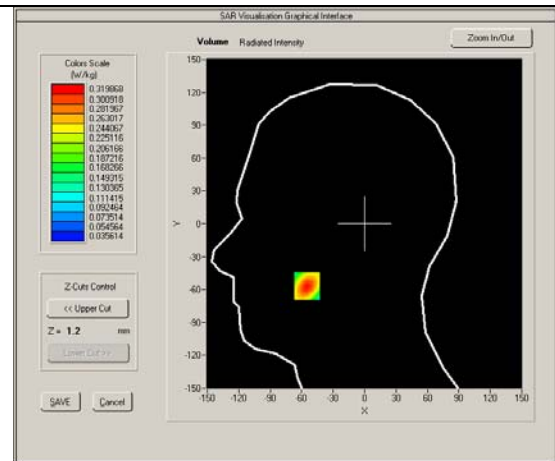 SAR Visualisation Graphical Interface
Volume Radiated Intensity
Zoom In/Out
Colors Scale
(W/kg)
0.319868
0.300918
0.281967
0.263017
0.244067
0.225116
0.206166
0.187216
0.168266
0.149315
0.130365
0.111415
0.092464
0.073514
0.054564
0.035614
Z-Cuts Control
<< Upper Cut
Z = 1.2 mm
Lower Cut >>
SAVE Cancel
150
120
90
60
30
0
-30
-60
-90
-120
-150
Y
-150 -120 -90 -60 -30 0 30 60 90 120 150
X